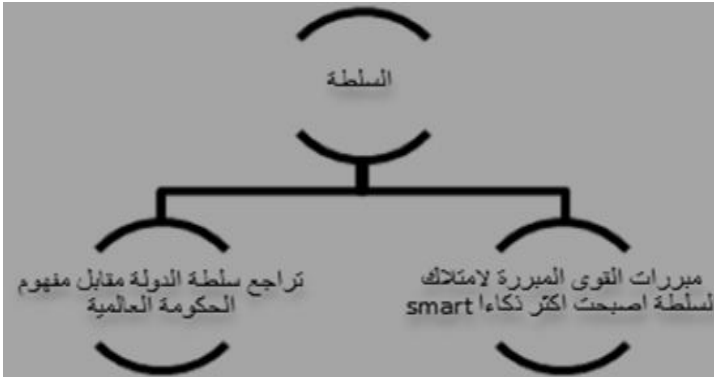 السلطة
مبررات القوى المبررة لامتلاك
لسلطة اصبحت اكثر ذكاءا smart
تراجع سلطة الدولة مقابل مفهوم
الحكومة العالمية